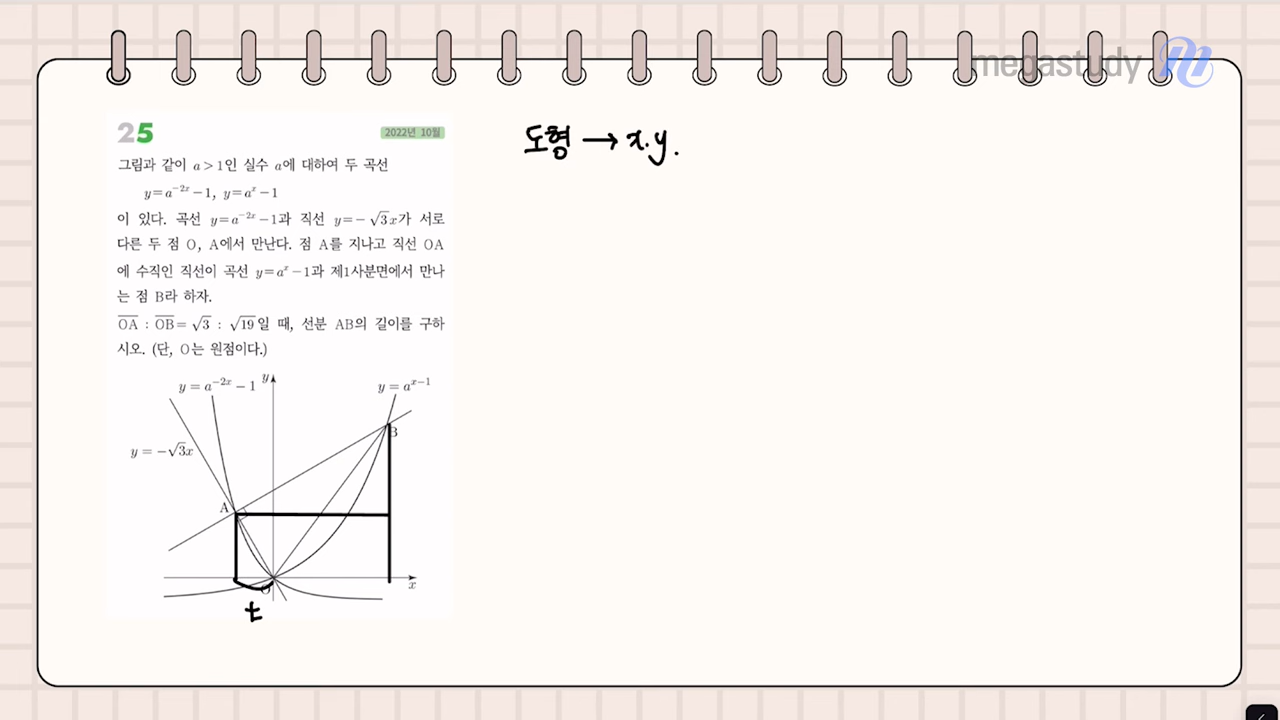 megastudy
25
2022년 10월
도형 → x.y.
그림과 같이 a>1인 실수 a에 대하여 두 곡선
y=a^{-2x}-1, y=a^x-1
이 있다. 곡선 y=a^{-2x}-1과 직선 y=-√3x가 서로
다른 두 점 O, A에서 만난다. 점 A를 지나고 직선 OA
에 수직인 직선이 곡선 y=a^x-1과 제1사분면에서 만나
는 점 B라 하자.
OA : OB=√3 : √19일 때, 선분 AB의 길이를 구하
시오. (단, O는 원점이다.)
y=a^{-2x}-1
y
y=a^{x-1}
B
y=-√3x
A
O
x
t